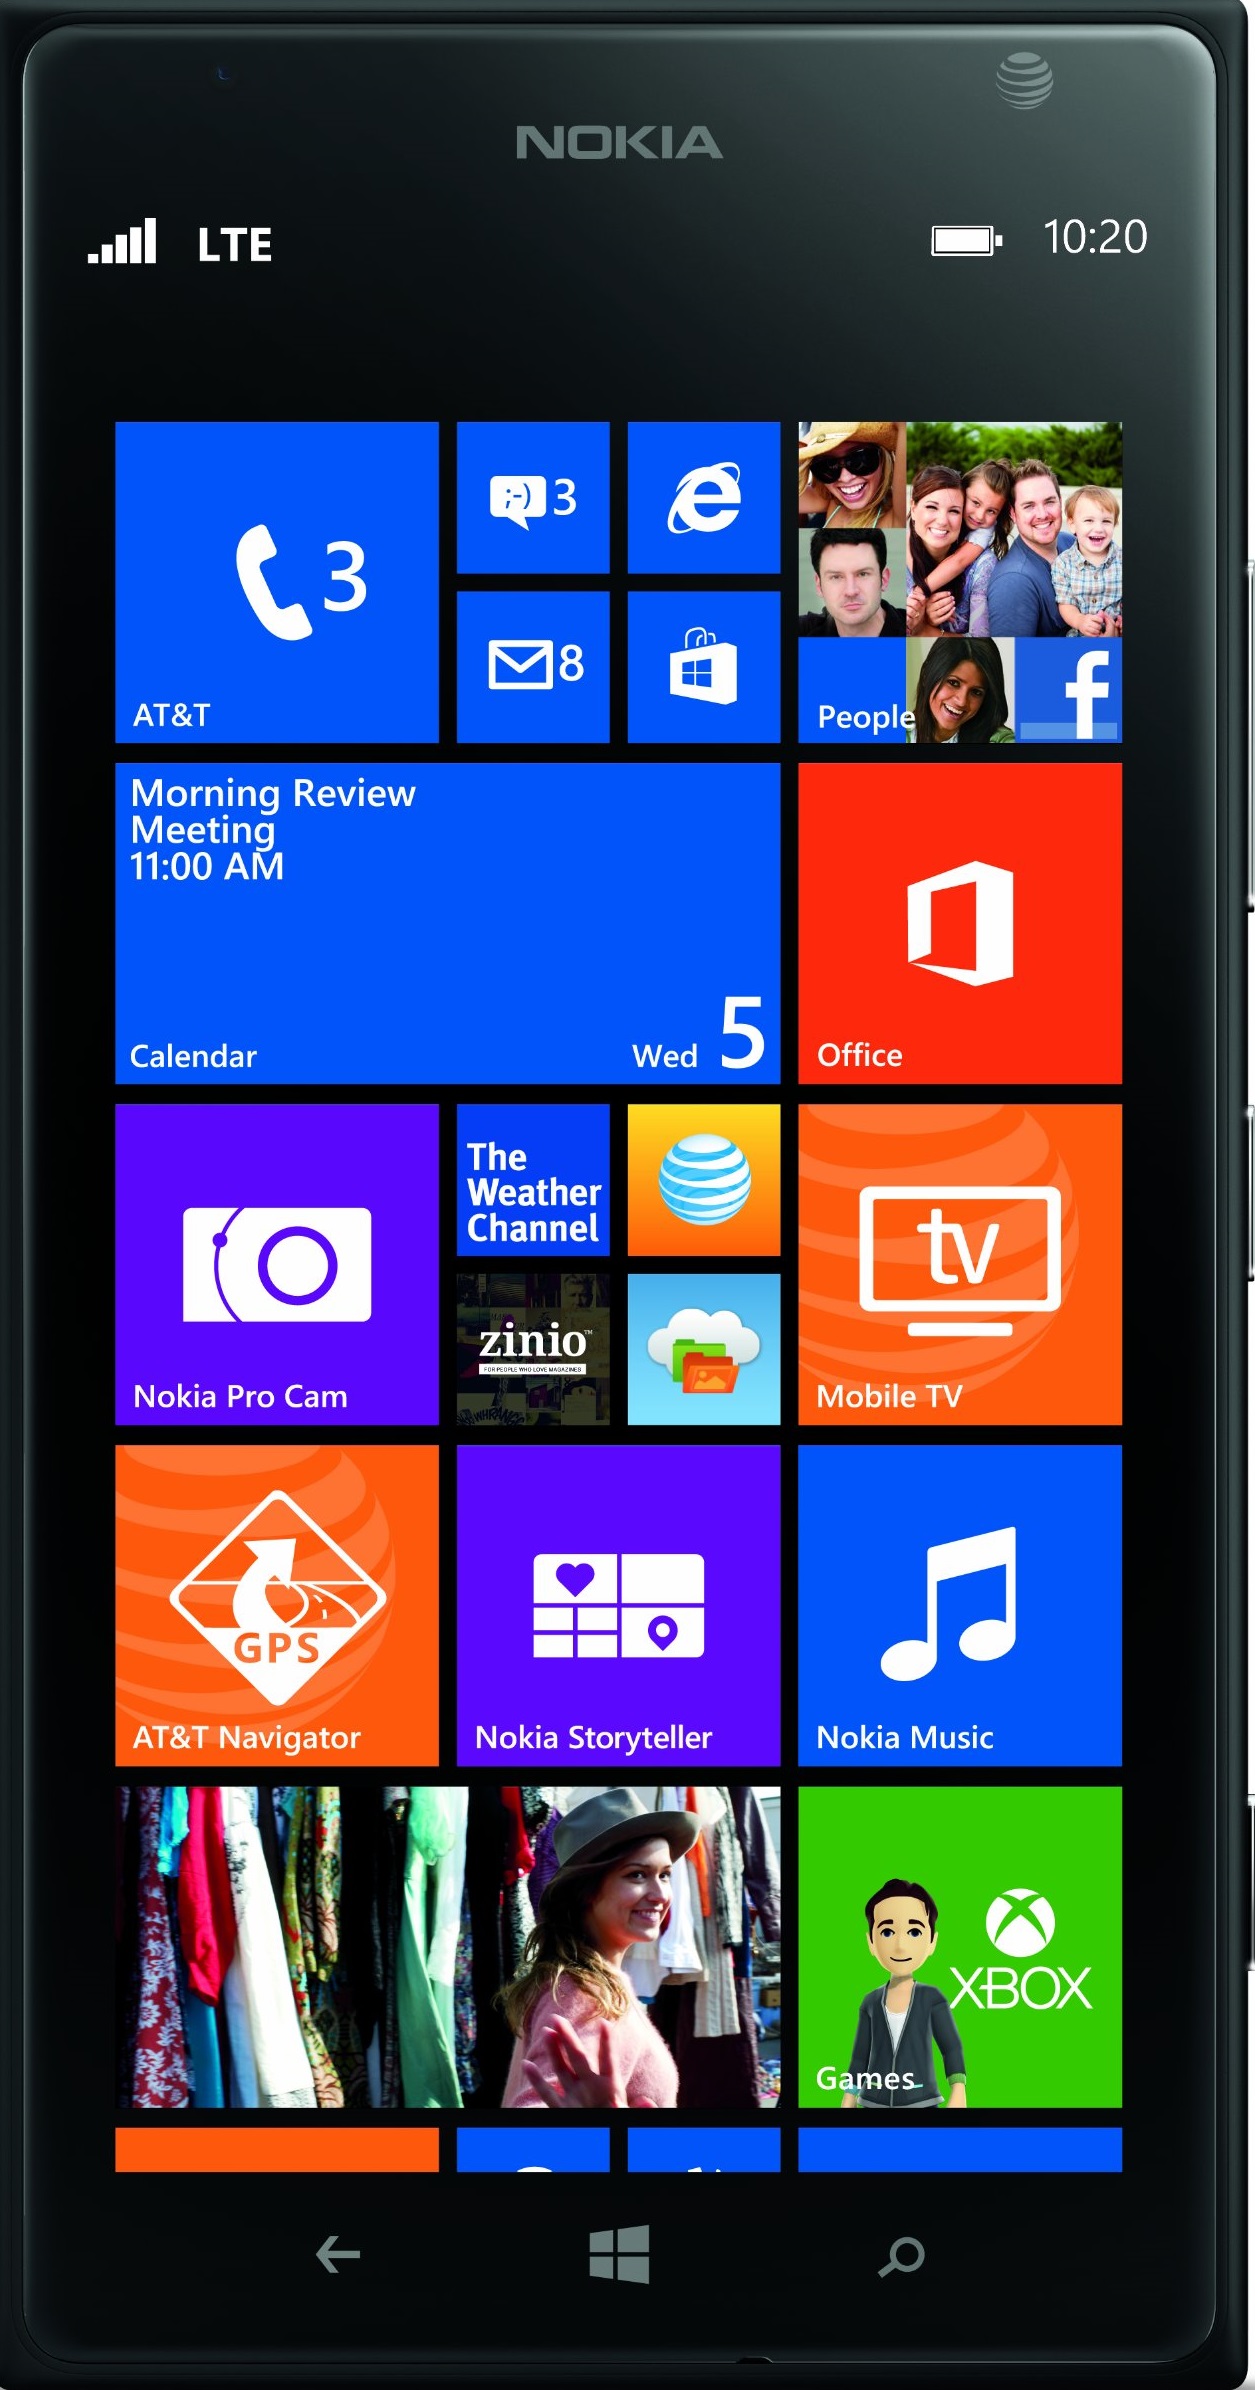 NOKIA
LTE
10:20
3
AT&T
;-) 3
8
People
f
Morning Review
Meeting
11:00 AM
Calendar
Wed 5
Office
Nokia Pro Cam
The
Weather
Channel
zinio™
FOR PEOPLE WHO LOVE MAGAZINES
tv
Mobile TV
GPS
AT&T Navigator
Nokia Storyteller
Nokia Music
XBOX
Games